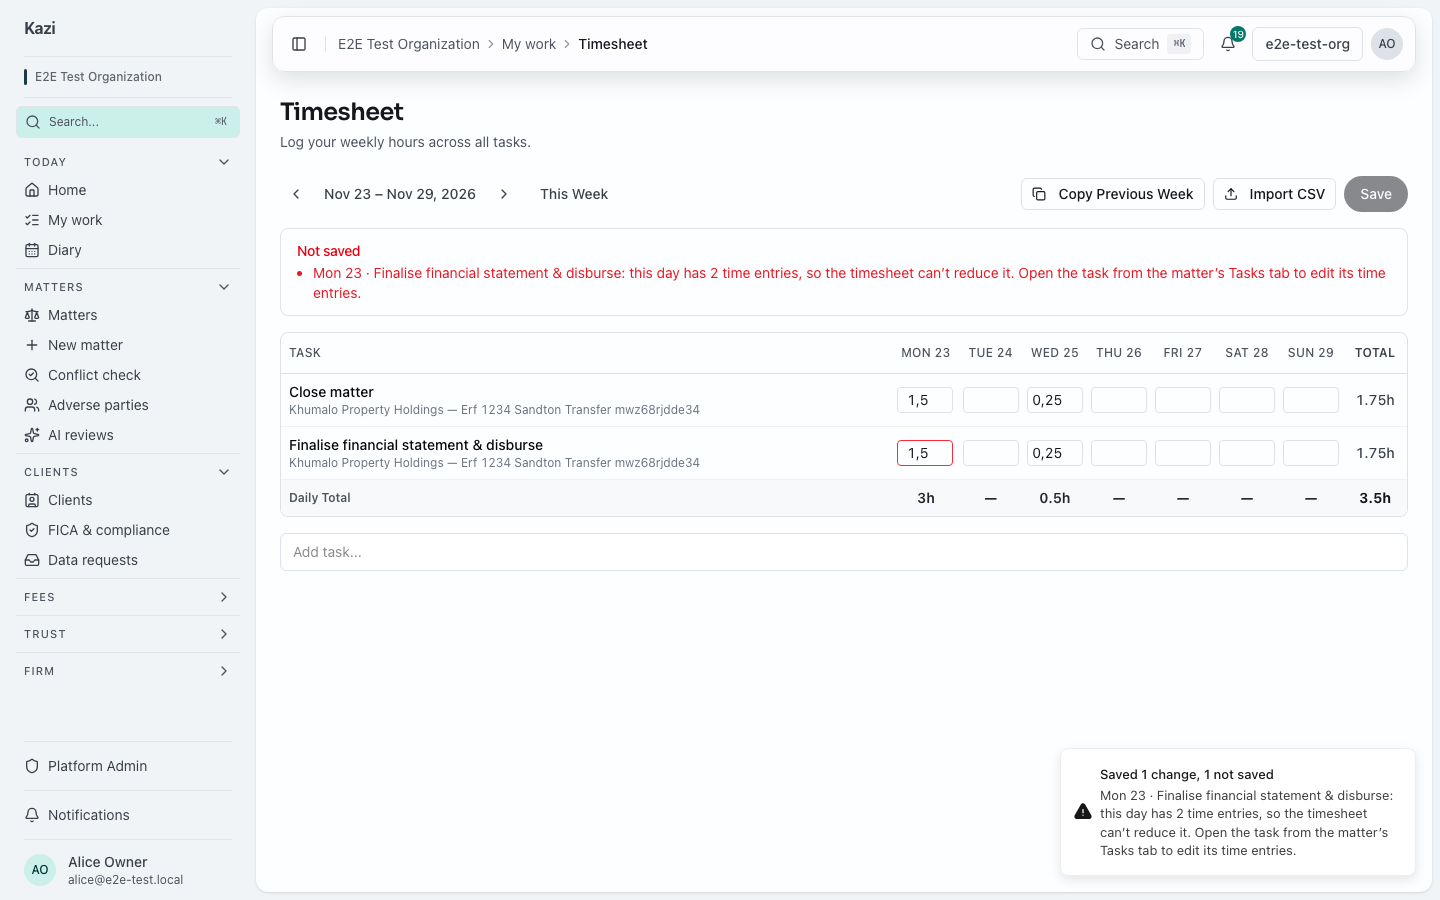 Kazi
E2E Test Organization
Search...
⌘K
TODAY
Home
My work
Diary
MATTERS
Matters
New matter
Conflict check
Adverse parties
AI reviews
CLIENTS
Clients
FICA & compliance
Data requests
FEES
TRUST
FIRM
Platform Admin
Notifications
AO
Alice Owner
alice@e2e-test.local
E2E Test Organization > My work > Timesheet
Search ⌘K
19
e2e-test-org
AO
Timesheet
Log your weekly hours across all tasks.
Nov 23 – Nov 29, 2026
This Week
Copy Previous Week
Import CSV
Save
Not saved
• Mon 23 · Finalise financial statement & disburse: this day has 2 time entries, so the timesheet can’t reduce it. Open the task from the matter’s Tasks tab to edit its time
entries.
TASK MON 23 TUE 24 WED 25 THU 26 FRI 27 SAT 28 SUN 29 TOTAL
Close matter
Khumalo Property Holdings — Erf 1234 Sandton Transfer mwz68rjdde34
1,5 0,25 1.75h
Finalise financial statement & disburse
Khumalo Property Holdings — Erf 1234 Sandton Transfer mwz68rjdde34
1,5 0,25 1.75h
Daily Total 3h — 0.5h — — — — 3.5h
Add task...
Saved 1 change, 1 not saved
Mon 23 · Finalise financial statement & disburse:
this day has 2 time entries, so the timesheet
can’t reduce it. Open the task from the matter’s
Tasks tab to edit its time entries.